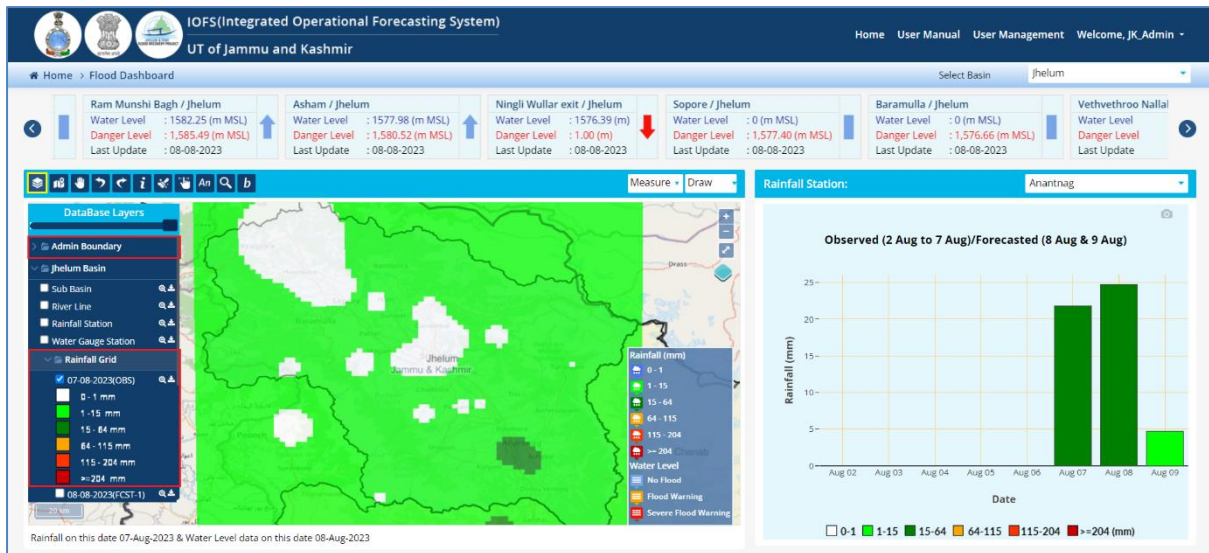 IOFS(Integrated Operational Forecasting System)
UT of Jammu and Kashmir
Home User Manual User Management Welcome, JK_Admin
Home > Flood Dashboard
Select Basin
Jhelum
Ram Munshi Bagh / Jhelum
Water Level : 1582.25 (m MSL)
Danger Level : 1,585.49 (m MSL)
Last Update : 08-08-2023
Asham / Jhelum
Water Level : 1577.98 (m MSL)
Danger Level : 1,580.52 (m MSL)
Last Update : 08-08-2023
Ningli Wullar exit / Jhelum
Water Level : 1576.39 (m)
Danger Level : 1.00 (m)
Last Update : 08-08-2023
Sopore / Jhelum
Water Level : 0 (m MSL)
Danger Level : 1,577.40 (m MSL)
Last Update : 08-08-2023
Baramulla / Jhelum
Water Level : 0 (m MSL)
Danger Level : 1,576.66 (m MSL)
Last Update : 08-08-2023
Vethvethroo Nallal
Water Level
Danger Level
Last Update
An
b
Measure
Draw
DataBase Layers
Admin Boundary
Jhelum Basin
Sub Basin
River Line
Rainfall Station
Water Gauge Station
Rainfall Grid
07-08-2023(OBS)
0 - 1 mm
1 -15 mm
15 - 64 mm
64 - 115 mm
115 - 204 mm
>=204 mm
08-08-2023(FCST-1)
20 km
Drass
Jhelum
Jammu & Kashmir
Rainfall (mm)
0 - 1
1 - 15
15 - 64
64 - 115
115 - 204
>= 204
Water Level
No Flood
Flood Warning
Severe Flood Warning
Rainfall on this date 07-Aug-2023 & Water Level data on this date 08-Aug-2023
Rainfall Station:
Anantnag
Observed (2 Aug to 7 Aug)/Forecasted (8 Aug & 9 Aug)
Rainfall (mm)
25
20
15
10
5
0
Aug 02 Aug 03 Aug 04 Aug 05 Aug 06 Aug 07 Aug 08 Aug 09
Date
0-1 1-15 15-64 64-115 115-204 >=204 (mm)